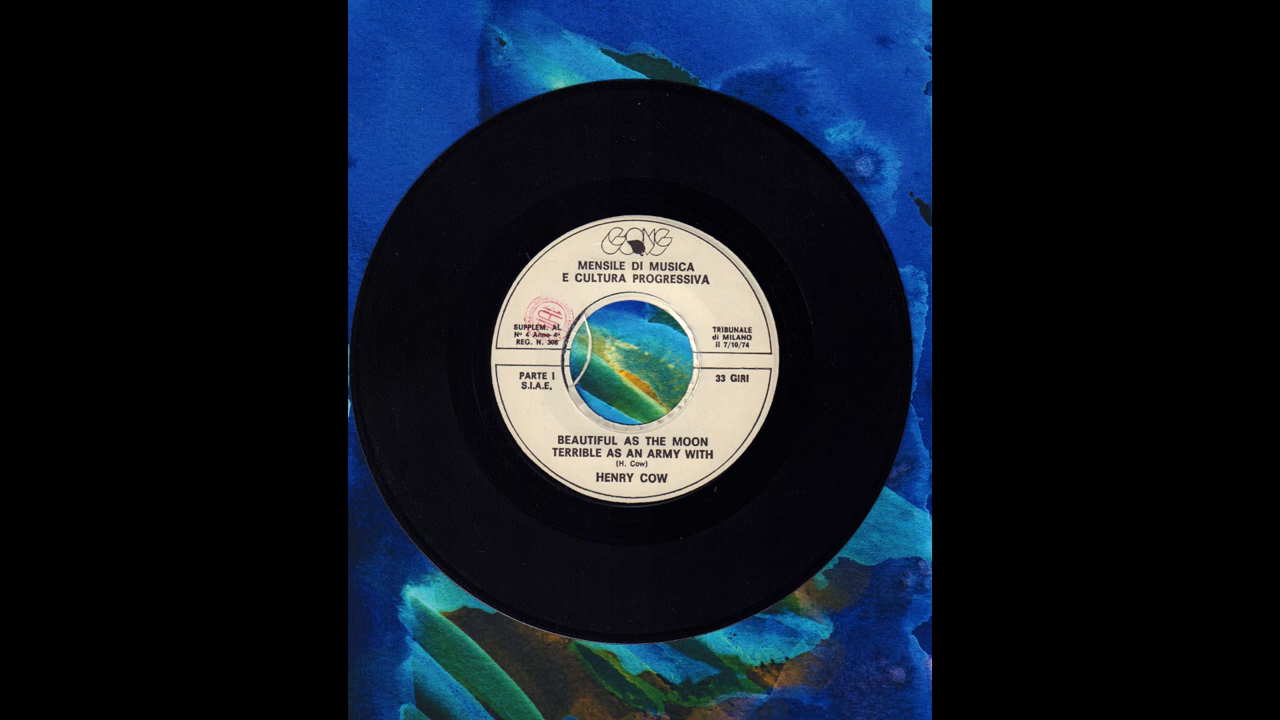 GONG
MENSILE DI MUSICA
E CULTURA PROGRESSIVA
SUPPLEM. AL
Nº 4 Anno 4º
REG. N. 308
TRIBUNALE
di MILANO
il 7/10/74
PARTE I
S.I.A.E.
33 GIRI
BEAUTIFUL AS THE MOON
TERRIBLE AS AN ARMY WITH
(H. Cow)
HENRY COW